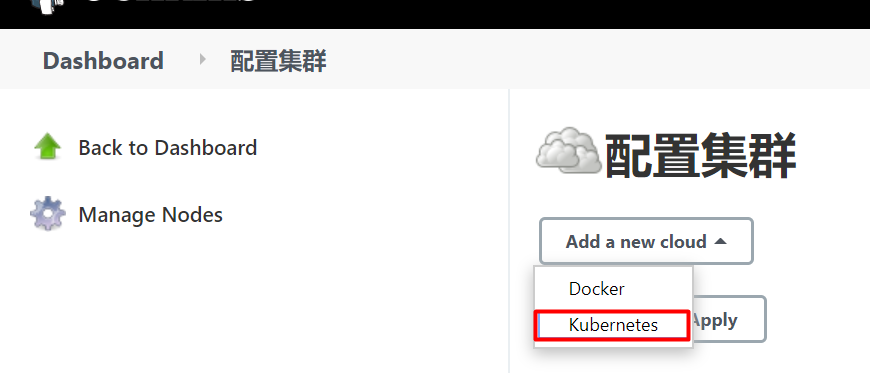 Dashboard
配置集群
Back to Dashboard
Manage Nodes
配置集群
Add a new cloud
Docker
Kubernetes
Apply